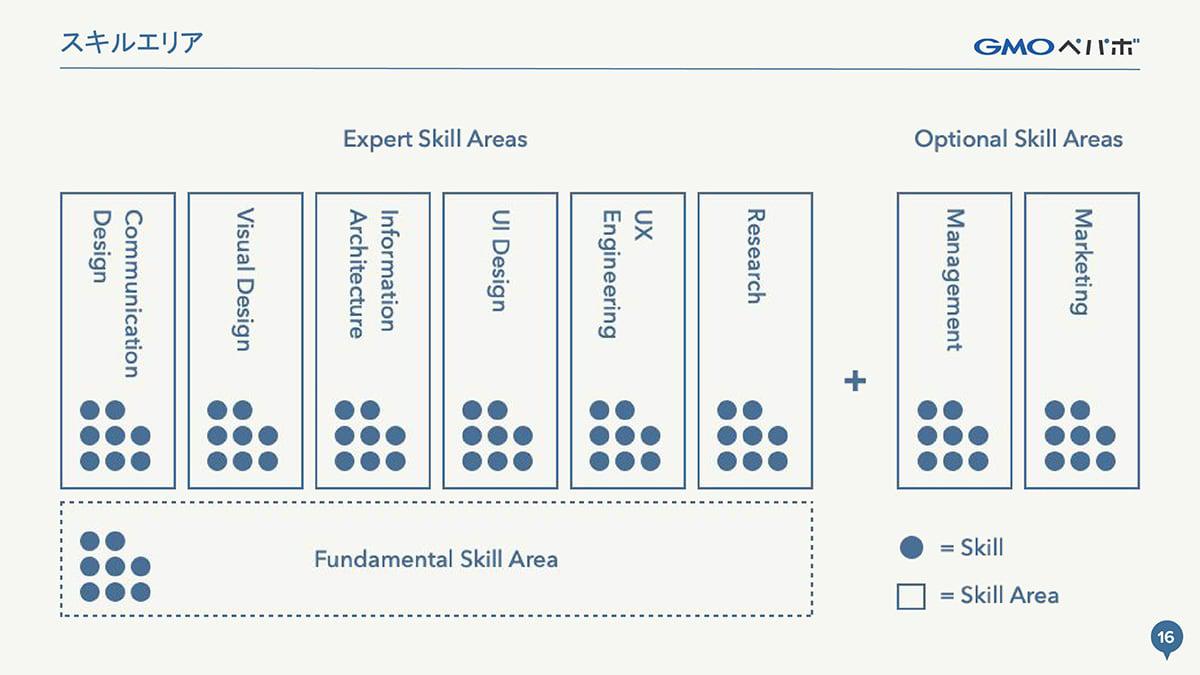 スキルエリア
GMOペパボ
Expert Skill Areas
Optional Skill Areas
Communication
Design
Visual Design
Information
Architecture
UI Design
UX
Engineering
Research
+
Management
Marketing
Fundamental Skill Area
= Skill
= Skill Area
16